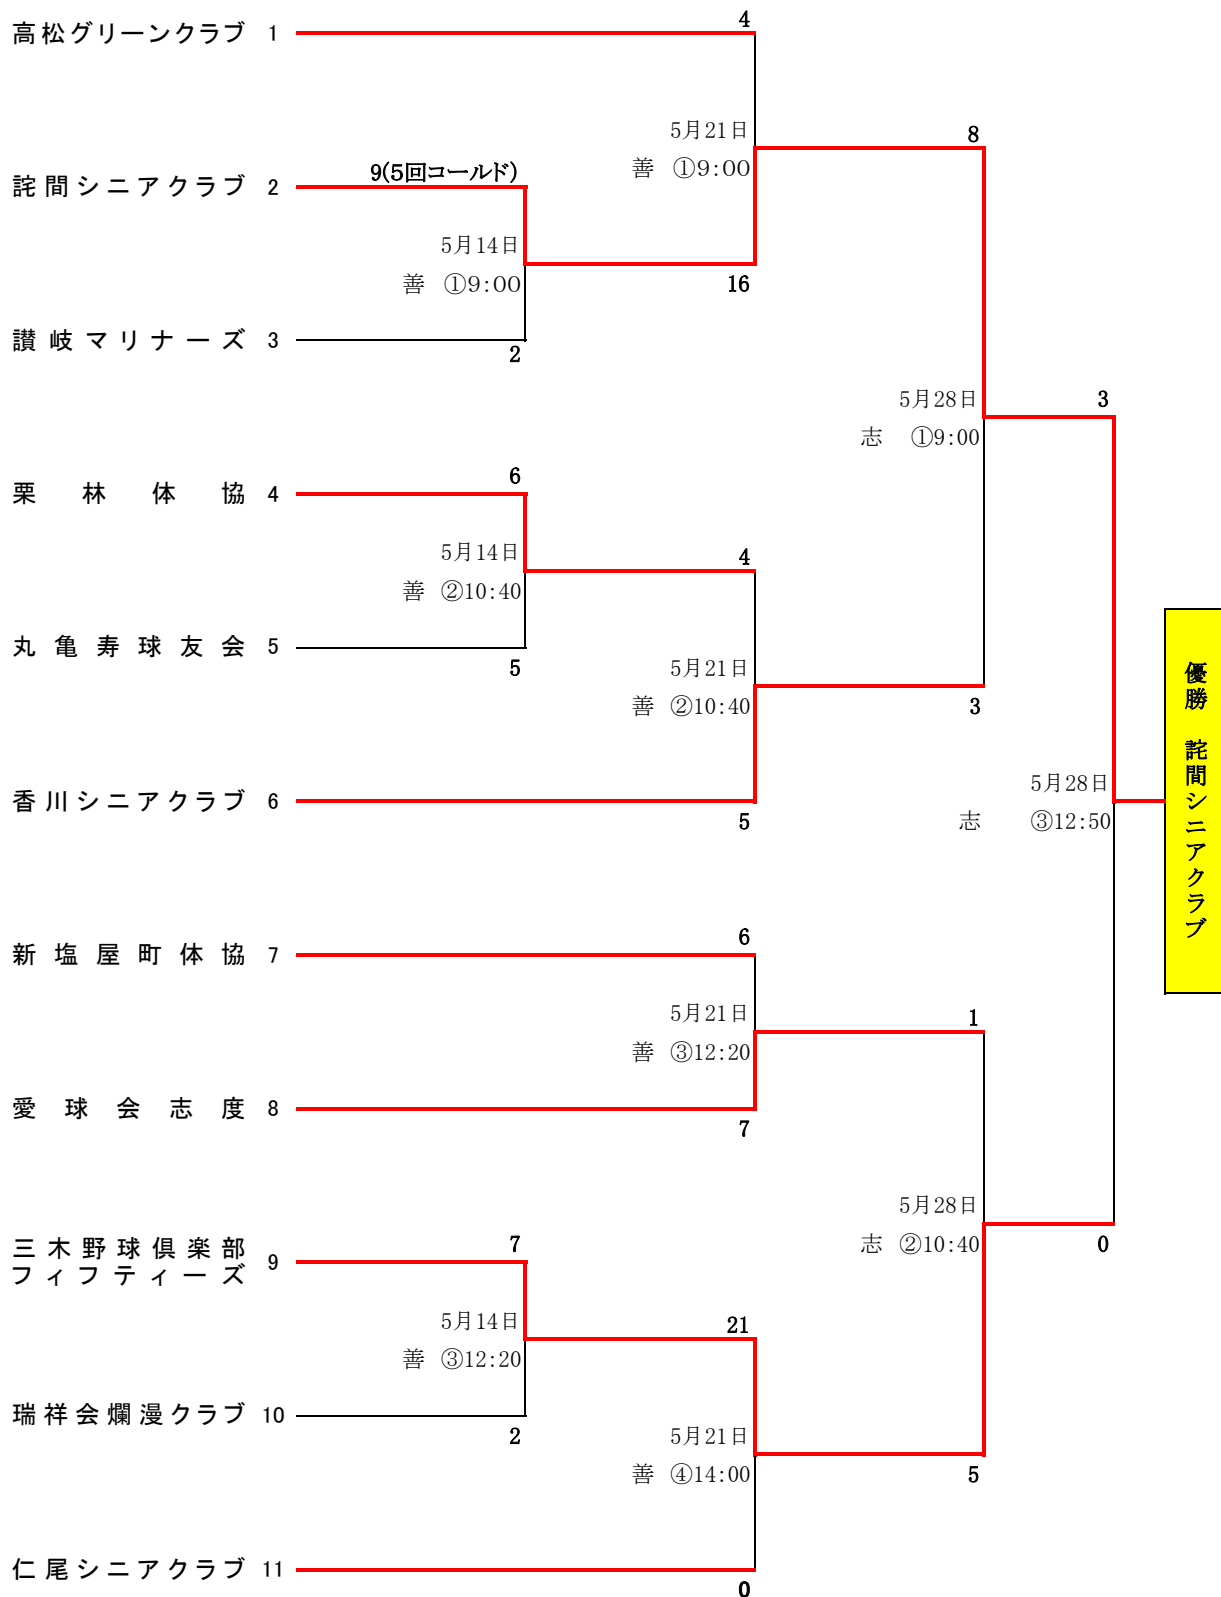 高松グリーンクラブ 1
4
5月21日
善 ①9:00
8
詫間シニアクラブ 2
9(5回コールド)
5月14日
善 ①9:00
16
讃岐マリナーズ 3
2
5月28日
志 ①9:00
3
栗林体協 4
6
5月14日
善 ②10:40
4
丸亀寿球友会 5
5
5月21日
善 ②10:40
3
香川シニアクラブ 6
5
5月28日
志 ③12:50
優勝 詫間シニアクラブ
新塩屋町体協 7
6
5月21日
善 ③12:20
1
愛球会志度 8
7
5月28日
志 ②10:40
0
三木野球倶楽部
フィフティーズ 9
7
5月14日
善 ③12:20
21
瑞祥会爛漫クラブ 10
2
5月21日
善 ④14:00
5
仁尾シニアクラブ 11
0